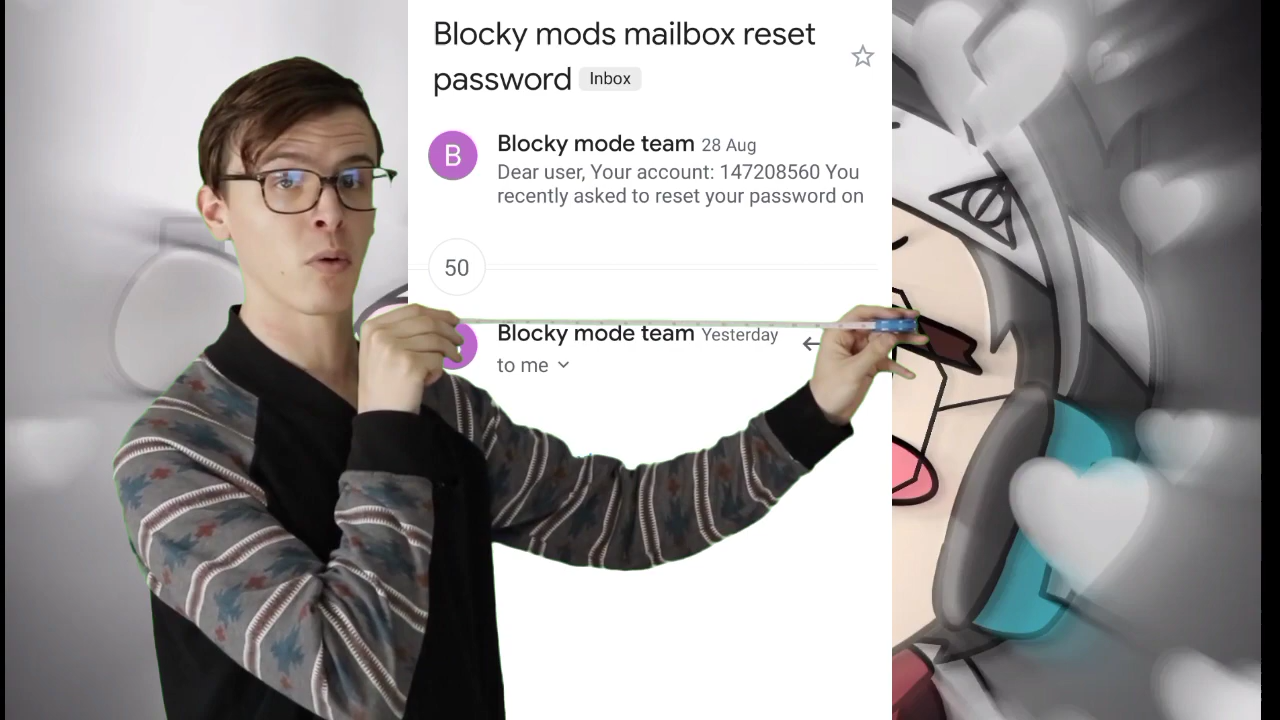 Blocky mods mailbox reset
password Inbox
B
Blocky mode team 28 Aug
Dear user, Your account: 147208560 You
recently asked to reset your password on
50
Blocky mode team Yesterday
to me